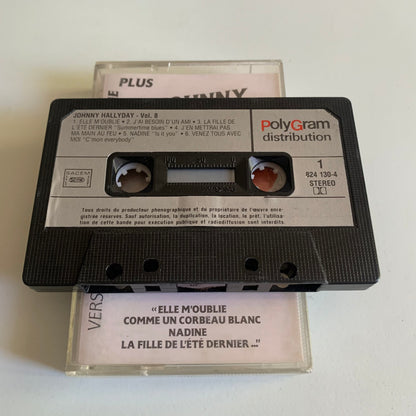 PLUS
JOHNNY
JOHNNY HALLYDAY - Vol. 8
1. ELLE M'OUBLIE • 2. J'AI BESOIN D'UN AMI • 3. LA FILLE DE
L'ÉTÉ DERNIER "Summertime blues" • 4. J'EN METTRAI PAS
MA MAIN AU FEU • 5. NADINE "Is it you" • 6. VENEZ TOUS AVEC
MOI "C'mon everybody"
PolyGram
distribution
SACEM
1
824 130-4
STEREO
Tous droits du producteur phonographique et du propriétaire de l'œuvre enre-
gistrée réservés. Sauf autorisation, la duplication, la location, le prêt, l'utilisa-
tion de cette bande pour exécution publique et radiodiffusion sont interdits.
VERS
«ELLE M'OUBLIE
COMME UN CORBEAU BLANC
NADINE
LA FILLE DE L'ÉTÉ DERNIER ..."